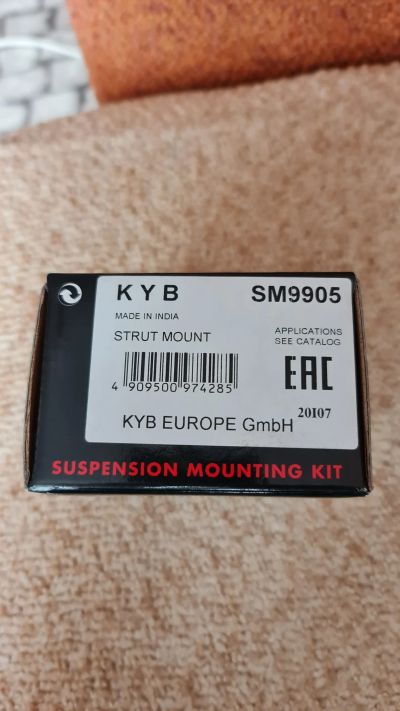 KYB
SM9905
MADE IN INDIA
STRUT MOUNT
APPLICATIONS
SEE CATALOG
4 909500 974285
EAC
KYB EUROPE GmbH
20I07
SUSPENSION MOUNTING KIT